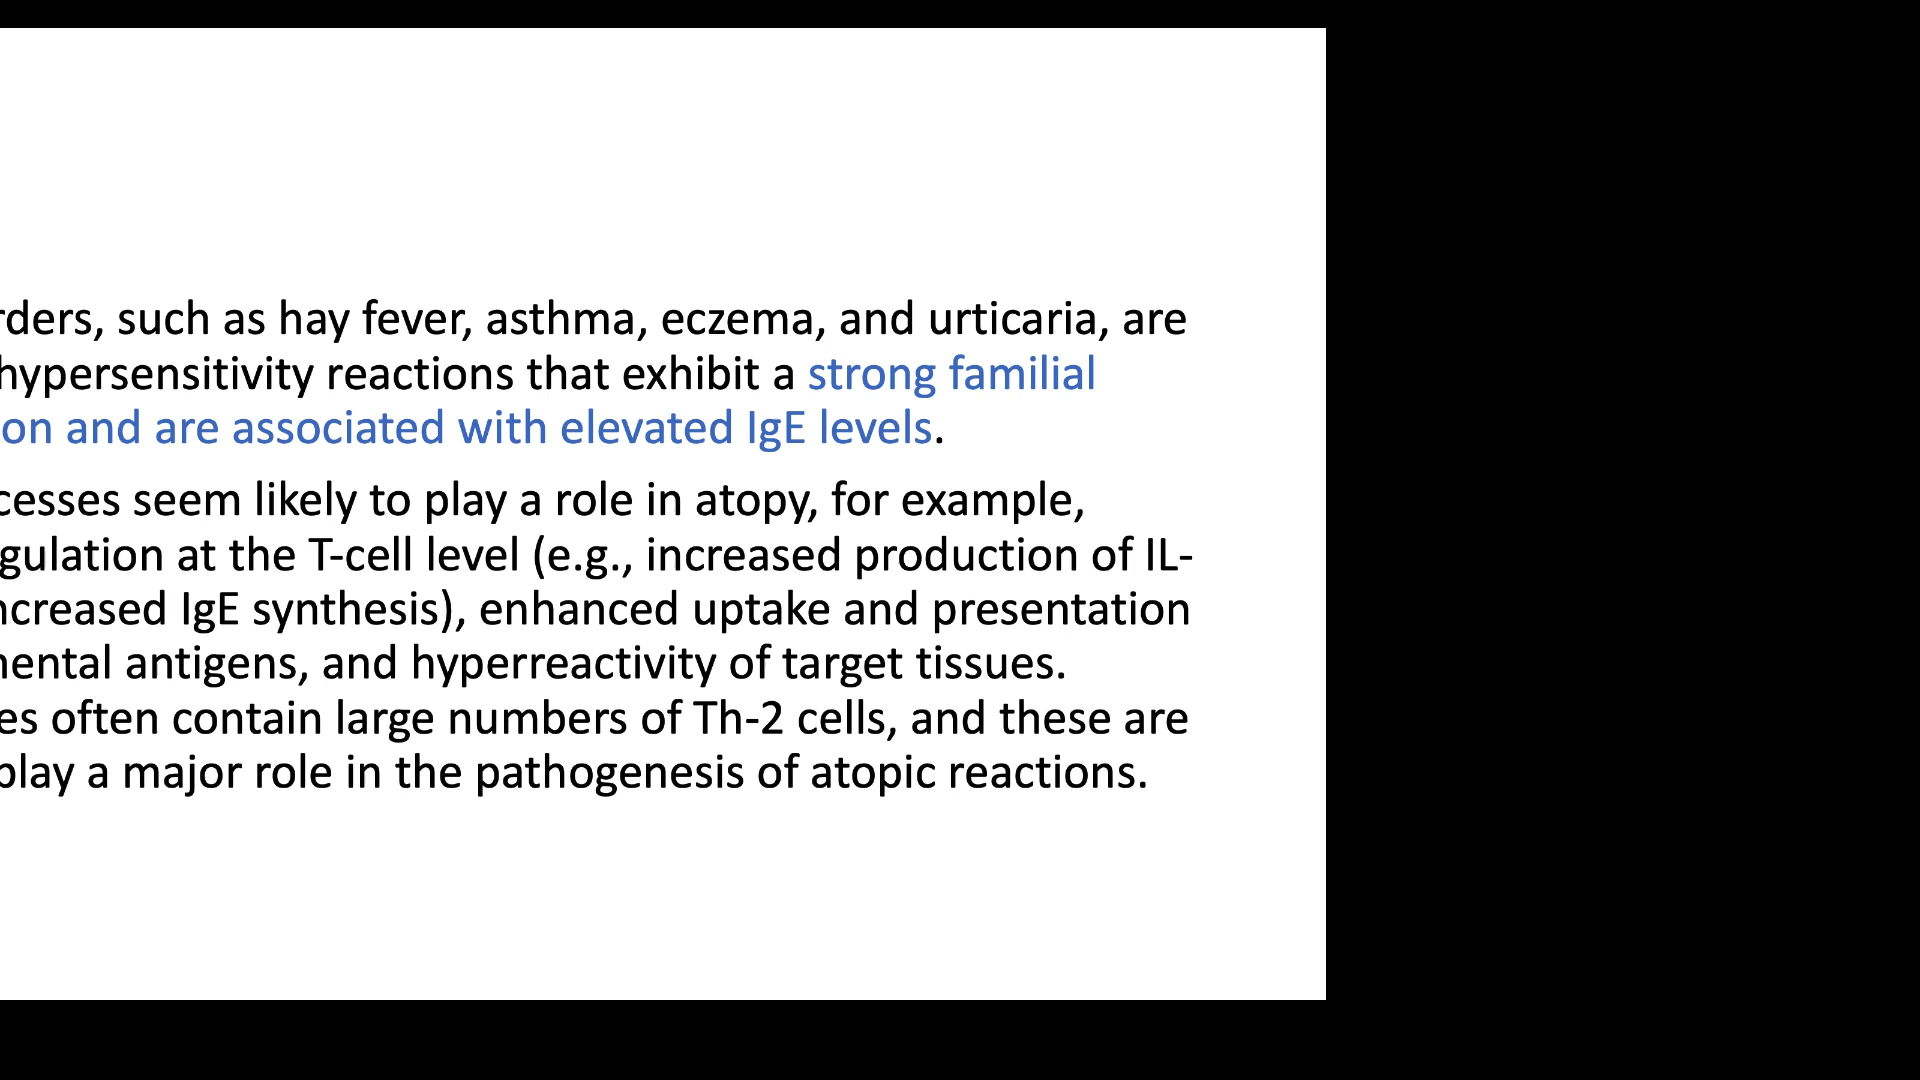 rders, such as hay fever, asthma, eczema, and urticaria, are
hypersensitivity reactions that exhibit a strong familial
on and are associated with elevated IgE levels.
cesses seem likely to play a role in atopy, for example,
gulation at the T-cell level (e.g., increased production of IL-
ncreased IgE synthesis), enhanced uptake and presentation
mental antigens, and hyperreactivity of target tissues.
es often contain large numbers of Th-2 cells, and these are
play a major role in the pathogenesis of atopic reactions.